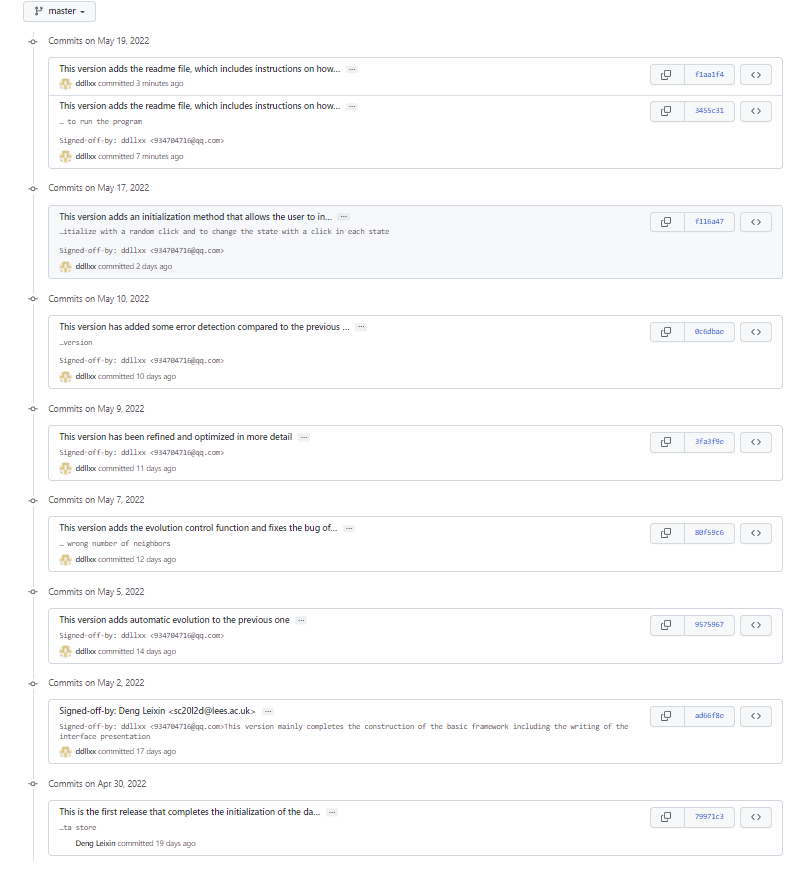 master
Commits on May 19, 2022
This version adds the readme file, which includes instructions on how... ...
f1aa1f4
ddllxx committed 3 minutes ago
This version adds the readme file, which includes instructions on how... ...
3455c31
… to run the program
Signed-off-by: ddllxx <934704716@qq.com>
ddllxx committed 7 minutes ago
Commits on May 17, 2022
This version adds an initialization method that allows the user to in... ...
f116a47
…itialize with a random click and to change the state with a click in each state
Signed-off-by: ddllxx <934704716@qq.com>
ddllxx committed 2 days ago
Commits on May 10, 2022
This version has added some error detection compared to the previous ... ...
0c6dbae
…version
Signed-off-by: ddllxx <934704716@qq.com>
ddllxx committed 10 days ago
Commits on May 9, 2022
This version has been refined and optimized in more detail ...
3fa3f9e
Signed-off-by: ddllxx <934704716@qq.com>
ddllxx committed 11 days ago
Commits on May 7, 2022
This version adds the evolution control function and fixes the bug of... ...
80f59c6
… wrong number of neighbors
ddllxx committed 12 days ago
Commits on May 5, 2022
This version adds automatic evolution to the previous one ...
9575967
Signed-off-by: ddllxx <934704716@qq.com>
ddllxx committed 14 days ago
Commits on May 2, 2022
Signed-off-by: Deng Leixin <sc20l2d@lees.ac.uk> ...
ad66f8e
Signed-off-by: ddllxx <934704716@qq.com>This version mainly completes the construction of the basic framework including the writing of the
interface presentation
ddllxx committed 17 days ago
Commits on Apr 30, 2022
This is the first release that completes the initialization of the da... ...
79971c3
…ta store
Deng Leixin committed 19 days ago